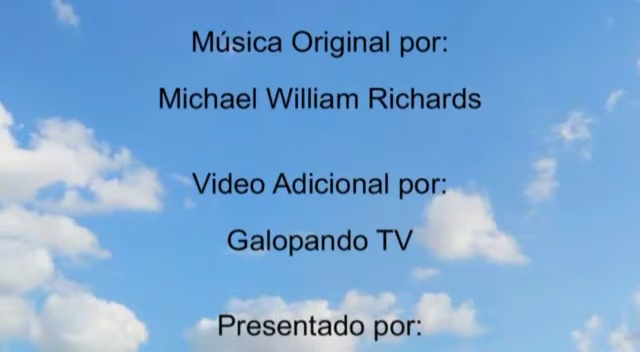 Música Original por:
Michael William Richards
Video Adicional por:
Galopando TV
Presentado por: